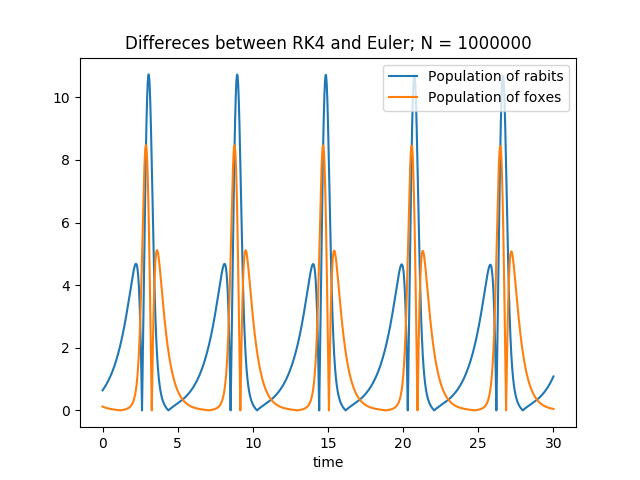 Differeces between RK4 and Euler; N = 1000000
Population of rabits
Population of foxes
10
8
6
4
2
0
0 5 10 15 20 25 30
time